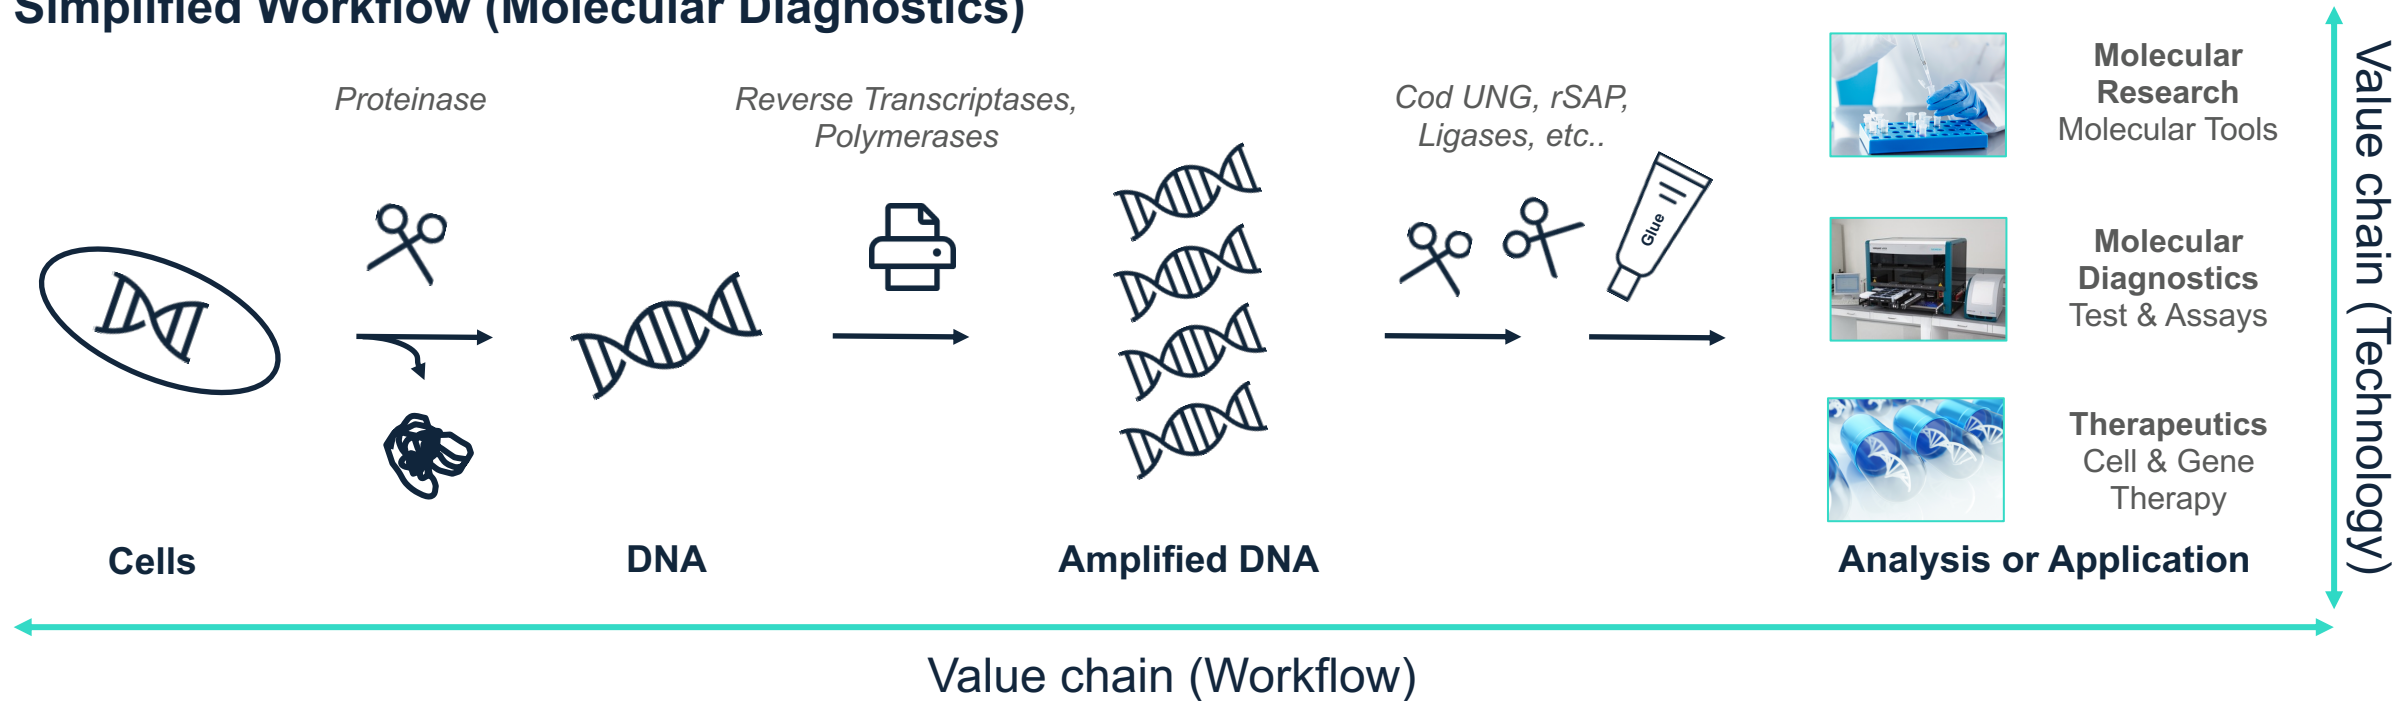 Simplified Workflow (Molecular Diagnostics)
Proteinase
Reverse Transcriptases,
Polymerases
Cod UNG, rSAP,
Ligases, etc..
Glue
Molecular
Research
Molecular Tools
Molecular
Diagnostics
Test & Assays
Therapeutics
Cell & Gene
Therapy
Cells
DNA
Amplified DNA
Analysis or Application
Value chain (Workflow)
Value chain (Technology)